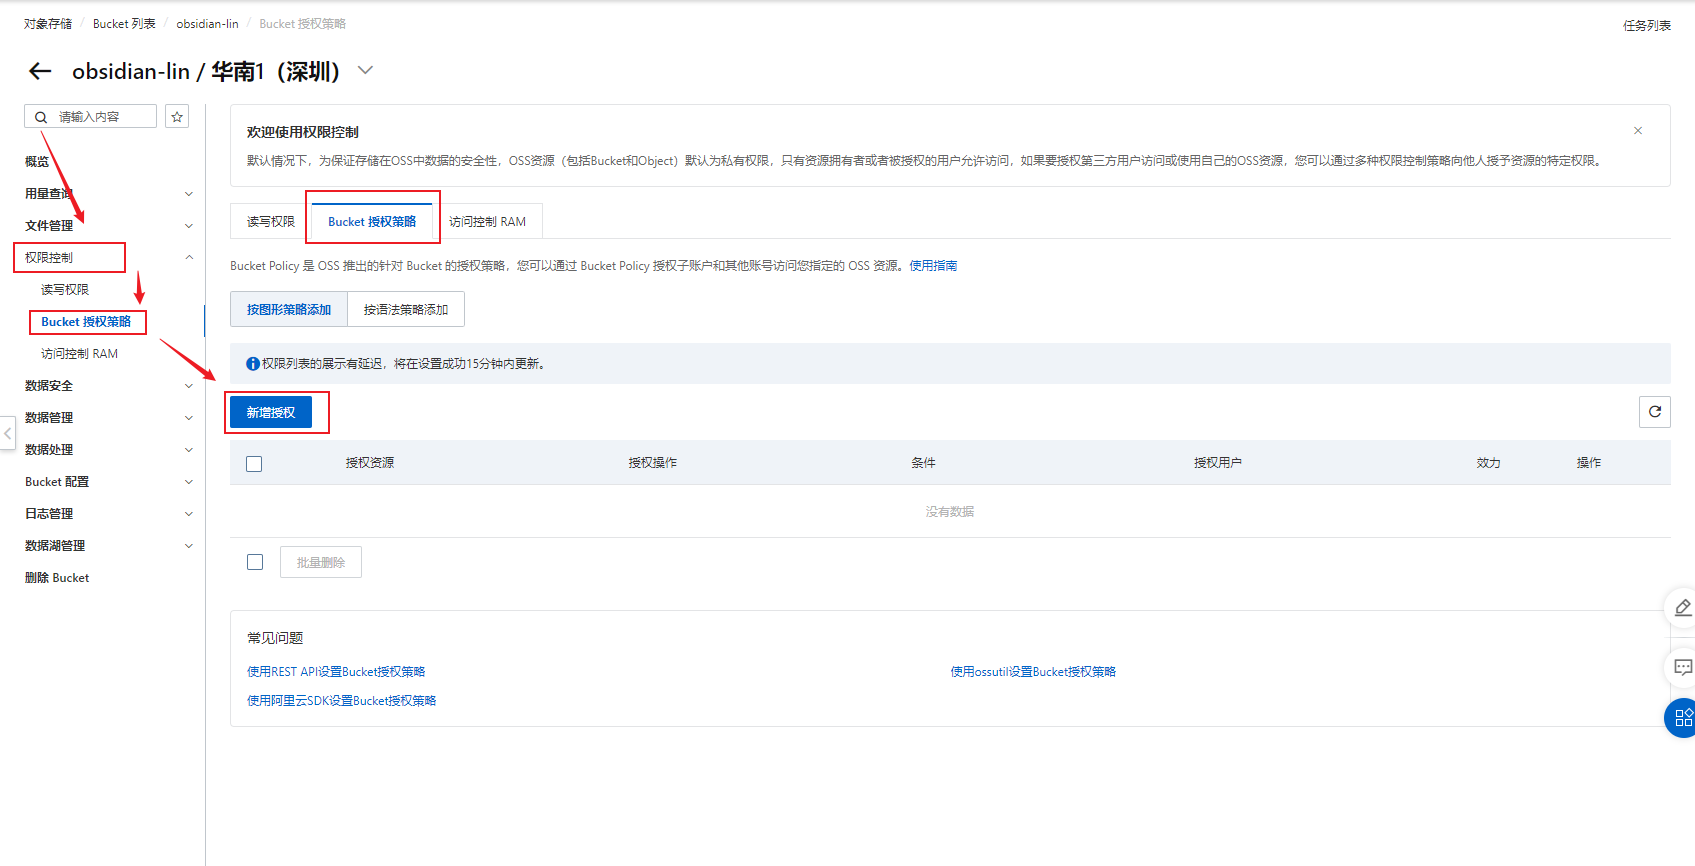 对象存储 / Bucket 列表 / obsidian-lin / Bucket 授权策略
任务列表
obsidian-lin / 华南1（深圳）
请输入内容
概览
用量查询
文件管理
权限控制
读写权限
Bucket 授权策略
访问控制 RAM
数据安全
数据管理
数据处理
Bucket 配置
日志管理
数据湖管理
删除 Bucket
欢迎使用权限控制
默认情况下，为保证存储在OSS中数据的安全性，OSS资源（包括Bucket和Object）默认为私有权限，只有资源拥有者或者被授权的用户允许访问，如果要授权第三方用户访问或使用自己的OSS资源，您可以通过多种权限控制策略向他人授予资源的特定权限。
读写权限 Bucket 授权策略 访问控制 RAM
Bucket Policy 是 OSS 推出的针对 Bucket 的授权策略，您可以通过 Bucket Policy 授权子账户和其他账号访问您指定的 OSS 资源。使用指南
按图形策略添加 按语法策略添加
权限列表的展示有延迟，将在设置成功15分钟内更新。
新增授权
授权资源 授权操作 条件 授权用户 效力 操作
没有数据
批量删除
常见问题
使用REST API设置Bucket授权策略 使用ossutil设置Bucket授权策略
使用阿里云SDK设置Bucket授权策略